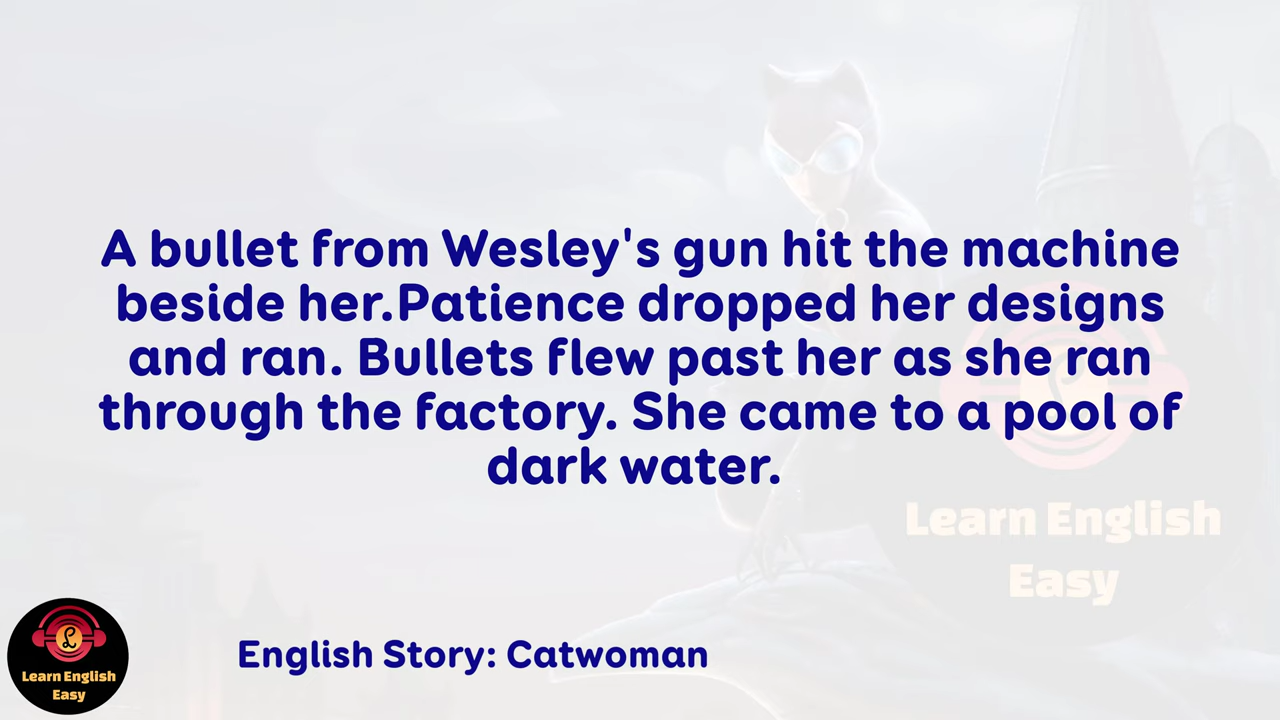 A bullet from Wesley's gun hit the machine
beside her.Patience dropped her designs
and ran. Bullets flew past her as she ran
through the factory. She came to a pool of
dark water.
Learn English
Easy
English Story: Catwoman
Learn English
Easy